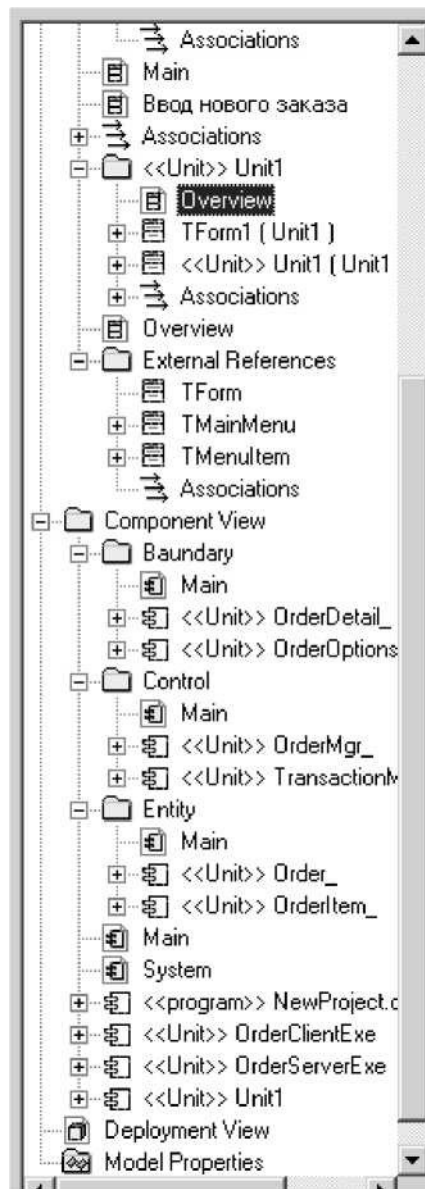 Associations
Main
Ввод нового заказа
Associations
<<Unit>> Unit1
Overview
TForm1 ( Unit1 )
<<Unit>> Unit1 ( Unit1
Associations
Overview
External References
TForm
TMainMenu
TMenuItem
Associations
Component View
Baundary
Main
<<Unit>> OrderDetail_
<<Unit>> OrderOptions
Control
Main
<<Unit>> OrderMgr_
<<Unit>> TransactionM
Entity
Main
<<Unit>> Order_
<<Unit>> OrderItem_
Main
System
<<program>> NewProject.d
<<Unit>> OrderClientExe
<<Unit>> OrderServerExe
<<Unit>> Unit1
Deployment View
Model Properties